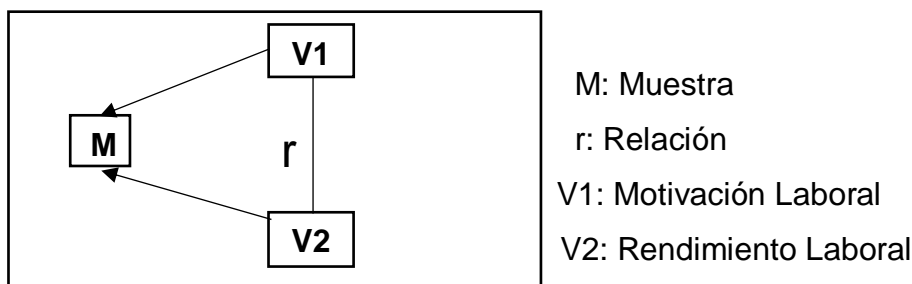 V1
M
r
V2
M: Muestra
r: Relación
V1: Motivación Laboral
V2: Rendimiento Laboral